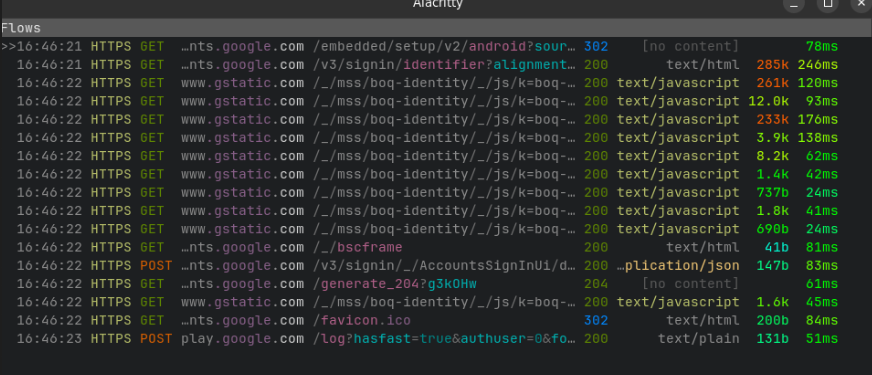 Alacritty
Flows
>>16:46:21 HTTPS GET …nts.google.com /embedded/setup/v2/android?sour… 302 [no content] 78ms
16:46:21 HTTPS GET …nts.google.com /v3/signin/identifier?alignment… 200 text/html 285k 246ms
16:46:22 HTTPS GET www.gstatic.com /_/mss/boq-identity/_/js/k=boq-… 200 text/javascript 261k 120ms
16:46:22 HTTPS GET www.gstatic.com /_/mss/boq-identity/_/js/k=boq-… 200 text/javascript 12.0k 93ms
16:46:22 HTTPS GET www.gstatic.com /_/mss/boq-identity/_/js/k=boq-… 200 text/javascript 233k 176ms
16:46:22 HTTPS GET www.gstatic.com /_/mss/boq-identity/_/js/k=boq-… 200 text/javascript 3.9k 138ms
16:46:22 HTTPS GET www.gstatic.com /_/mss/boq-identity/_/js/k=boq-… 200 text/javascript 8.2k 62ms
16:46:22 HTTPS GET www.gstatic.com /_/mss/boq-identity/_/js/k=boq-… 200 text/javascript 1.4k 42ms
16:46:22 HTTPS GET www.gstatic.com /_/mss/boq-identity/_/js/k=boq-… 200 text/javascript 737b 24ms
16:46:22 HTTPS GET www.gstatic.com /_/mss/boq-identity/_/js/k=boq-… 200 text/javascript 1.8k 41ms
16:46:22 HTTPS GET www.gstatic.com /_/mss/boq-identity/_/js/k=boq-… 200 text/javascript 690b 24ms
16:46:22 HTTPS GET …nts.google.com /_/bscframe 200 text/html 41b 81ms
16:46:22 HTTPS POST …nts.google.com /v3/signin/_/AccountsSignInUi/d… 200 …plication/json 147b 83ms
16:46:22 HTTPS GET …nts.google.com /generate_204?g3kOHw 204 [no content] 61ms
16:46:22 HTTPS GET www.gstatic.com /_/mss/boq-identity/_/js/k=boq-… 200 text/javascript 1.6k 45ms
16:46:22 HTTPS GET …nts.google.com /favicon.ico 302 text/html 200b 84ms
16:46:23 HTTPS POST play.google.com /log?hasfast=true&authuser=0&fo… 200 text/plain 131b 51ms